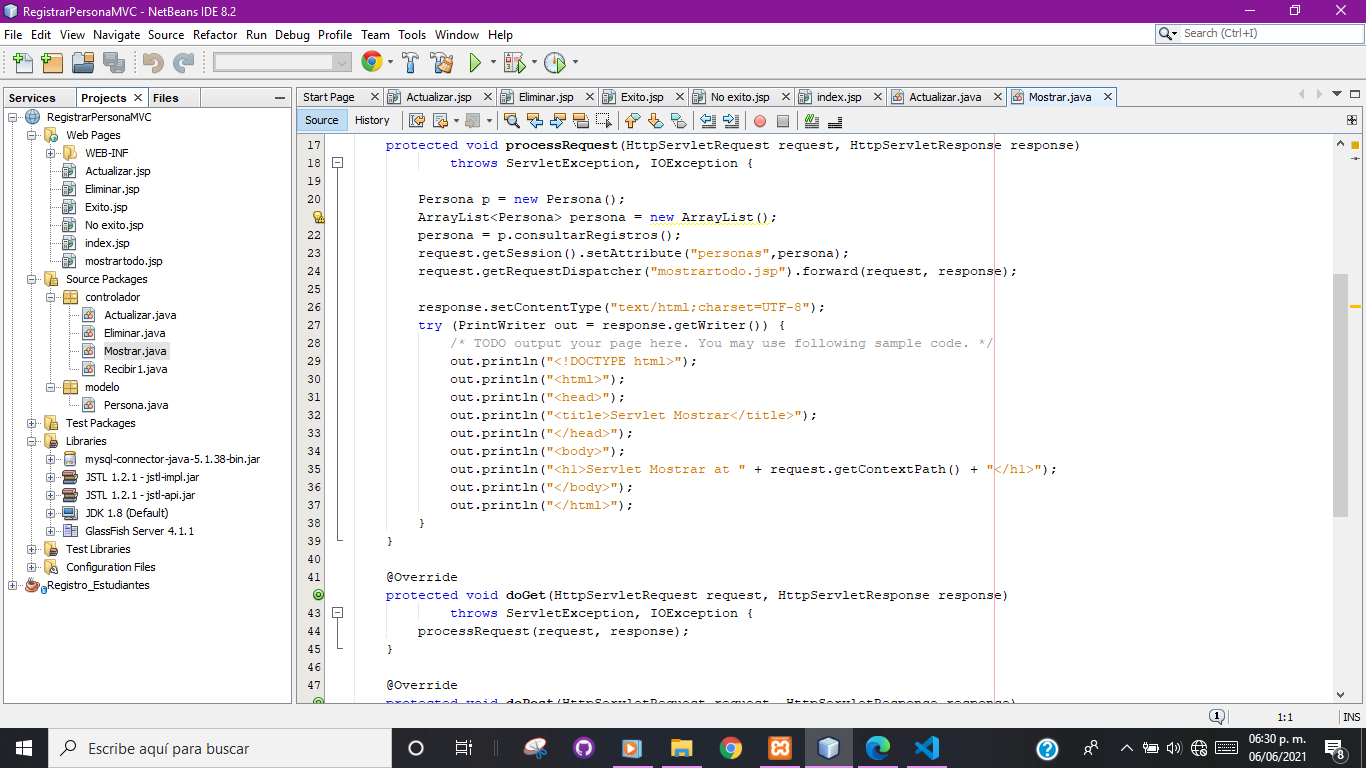 RegistrarPersonaMVC - NetBeans IDE 8.2
File Edit View Navigate Source Refactor Run Debug Profile Team Tools Window Help
Search (Ctrl+I)
Services Projects Files
Start Page Actualizar.jsp Eliminar.jsp Exito.jsp No exito.jsp index.jsp Actualizar.java Mostrar.java
Source History
RegistrarPersonaMVC
Web Pages
WEB-INF
Actualizar.jsp
Eliminar.jsp
Exito.jsp
No exito.jsp
index.jsp
mostrartodo.jsp
Source Packages
controlador
Actualizar.java
Eliminar.java
Mostrar.java
Recibir1.java
modelo
Persona.java
Test Packages
Libraries
mysql-connector-java-5.1.38-bin.jar
JSTL 1.2.1 - jstl-impl.jar
JSTL 1.2.1 - jstl-api.jar
JDK 1.8 (Default)
GlassFish Server 4.1.1
Test Libraries
Configuration Files
Registro_Estudiantes
17 protected void processRequest(HttpServletRequest request, HttpServletResponse response)
18 throws ServletException, IOException {
19
20 Persona p = new Persona();
ArrayList<Persona> persona = new ArrayList();
22 persona = p.consultarRegistros();
23 request.getSession().setAttribute("personas",persona);
24 request.getRequestDispatcher("mostrartodo.jsp").forward(request, response);
25
26 response.setContentType("text/html;charset=UTF-8");
27 try (PrintWriter out = response.getWriter()) {
28 /* TODO output your page here. You may use following sample code. */
29 out.println("<!DOCTYPE html>");
30 out.println("<html>");
31 out.println("<head>");
32 out.println("<title>Servlet Mostrar</title>");
33 out.println("</head>");
34 out.println("<body>");
35 out.println("<h1>Servlet Mostrar at " + request.getContextPath() + "</h1>");
36 out.println("</body>");
37 out.println("</html>");
38 }
39 }
40
41 @Override
protected void doGet(HttpServletRequest request, HttpServletResponse response)
43 throws ServletException, IOException {
44 processRequest(request, response);
45 }
46
47 @Override
protected void doPost(HttpServletRequest request, HttpServletResponse response)
1 1:1 INS
Escribe aquí para buscar
06:30 p. m.
06/06/2021
8